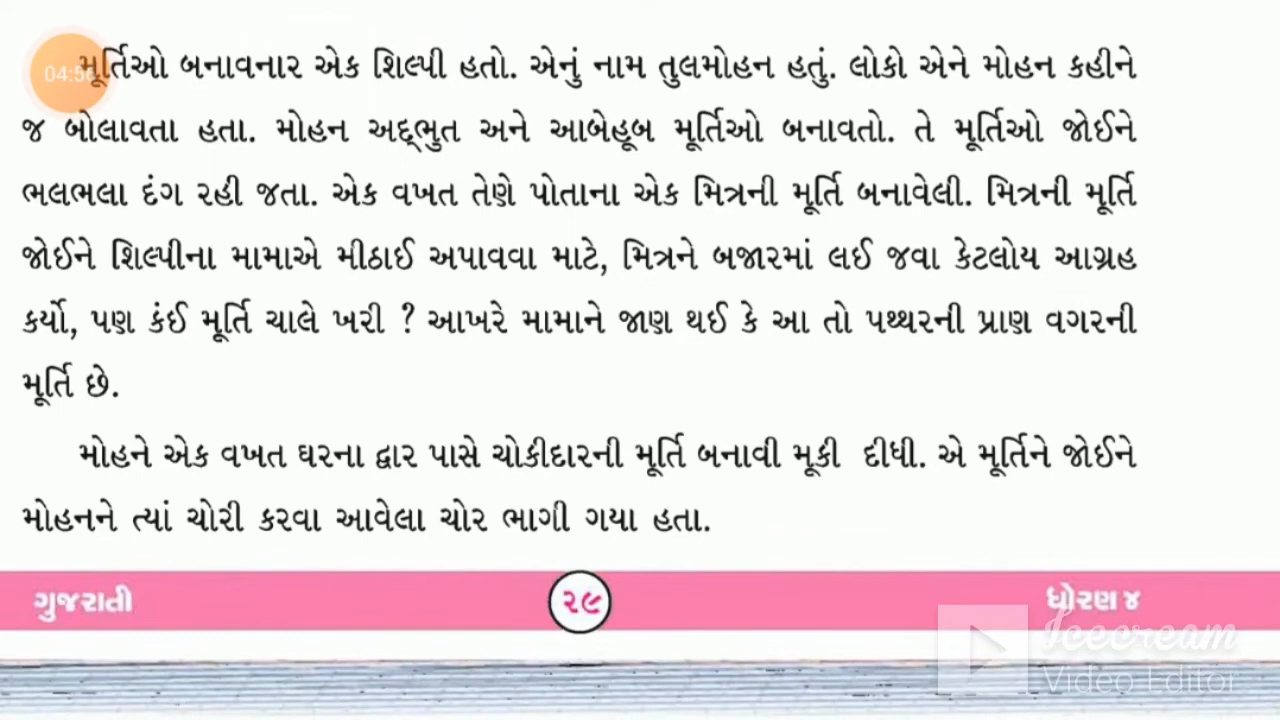 04:56
મૂર્તિઓ બનાવનાર એક શિલ્પી હતો. એનું નામ તુલમોહન હતું. લોકો એને મોહન કહીને
જ બોલાવતા હતા. મોહન અદ્ભુત અને આબેહૂબ મૂર્તિઓ બનાવતો. તે મૂર્તિઓ જોઈને
ભલભલા દંગ રહી જતા. એક વખત તેણે પોતાના એક મિત્રની મૂર્તિ બનાવેલી. મિત્રની મૂર્તિ
જોઈને શિલ્પીના મામાએ મીઠાઈ અપાવવા માટે, મિત્રને બજારમાં લઈ જવા કેટલોય આગ્રહ
કર્યો, પણ કંઈ મૂર્તિ ચાલે ખરી ? આખરે મામાને જાણ થઈ કે આ તો પથ્થરની પ્રાણ વગરની
મૂર્તિ છે.
મોહને એક વખત ઘરના દ્વાર પાસે ચોકીદારની મૂર્તિ બનાવી મૂકી દીધી. એ મૂર્તિને જોઈને
મોહનને ત્યાં ચોરી કરવા આવેલા ચોર ભાગી ગયા હતા.
ગુજરાતી ૨૯ ધોરણ ૪
Icecream
Video Editor